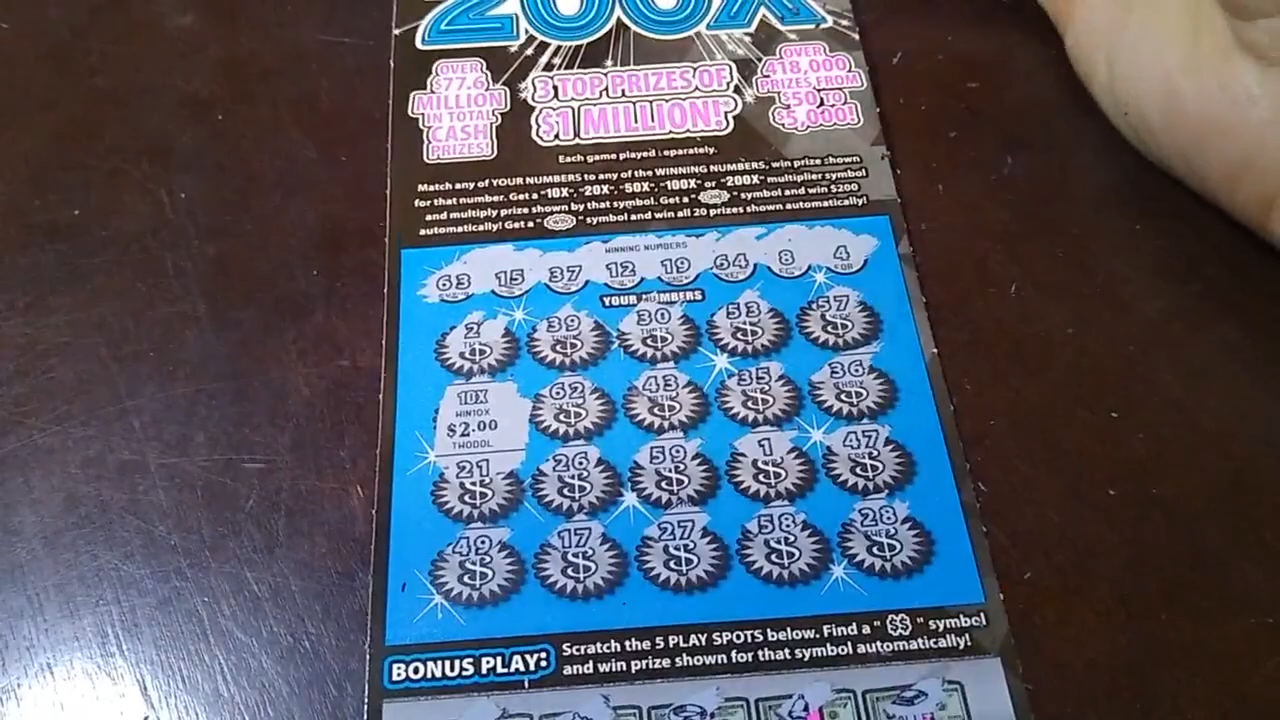 200X
OVER
$77.6
MILLION
IN TOTAL
CASH
PRIZES!
3 TOP PRIZES OF
$1 MILLION!*
OVER
418,000
PRIZES FROM
$50 TO
$5,000!
Each game played separately.
Match any of YOUR NUMBERS to any of the WINNING NUMBERS, win prize shown
for that number. Get a "10X", "20X", "50X", "100X" or "200X" multiplier symbol
and multiply prize shown by that symbol. Get a " " symbol and win $200
automatically! Get a " " symbol and win all 20 prizes shown automatically!
WINNING NUMBERS
63 15 37 12 19 64 8 4
YOUR NUMBERS
2 39 30 53 57
10X 62 43 35 36
WIN10X
$2.00
TWODOL
21 26 59 1 47
49 17 27 58 28
BONUS PLAY:
Scratch the 5 PLAY SPOTS below. Find a " $$ " symbol
and win prize shown for that symbol automatically!